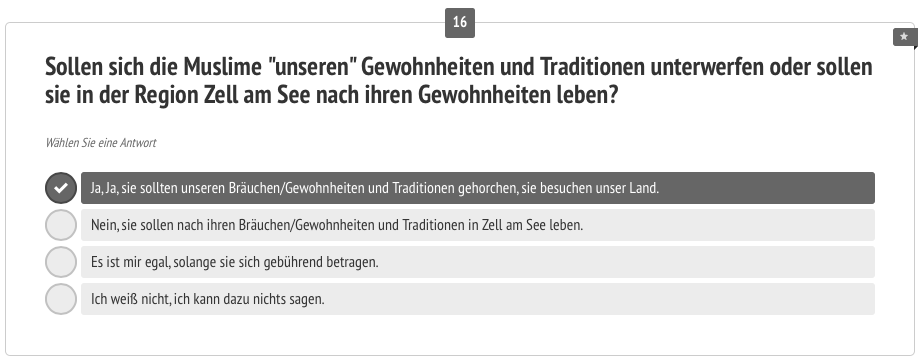 16
Sollen sich die Muslime "unseren" Gewohnheiten und Traditionen unterwerfen oder sollen
sie in der Region Zell am See nach ihren Gewohnheiten leben?
Wählen Sie eine Antwort
Ja, Ja, sie sollten unseren Bräuchen/Gewohnheiten und Traditionen gehorchen, sie besuchen unser Land.
Nein, sie sollen nach ihren Bräuchen/Gewohnheiten und Traditionen in Zell am See leben.
Es ist mir egal, solange sie sich gebührend betragen.
Ich weiß nicht, ich kann dazu nichts sagen.